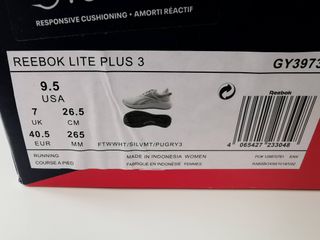 RESPONSIVE CUSHIONING • AMORTI RÉACTIF
REEBOK LITE PLUS 3
GY3973
9.5
USA
7 26.5
UK CM
40.5 265
EUR MM
Reebok
FTWWHT/SILVMT/PUGRY3
4 065427 233048
RUNNING
COURSE A PIED
MADE IN INDONESIA WOMEN
FABRIQUE EN INDONESIE FEMMES